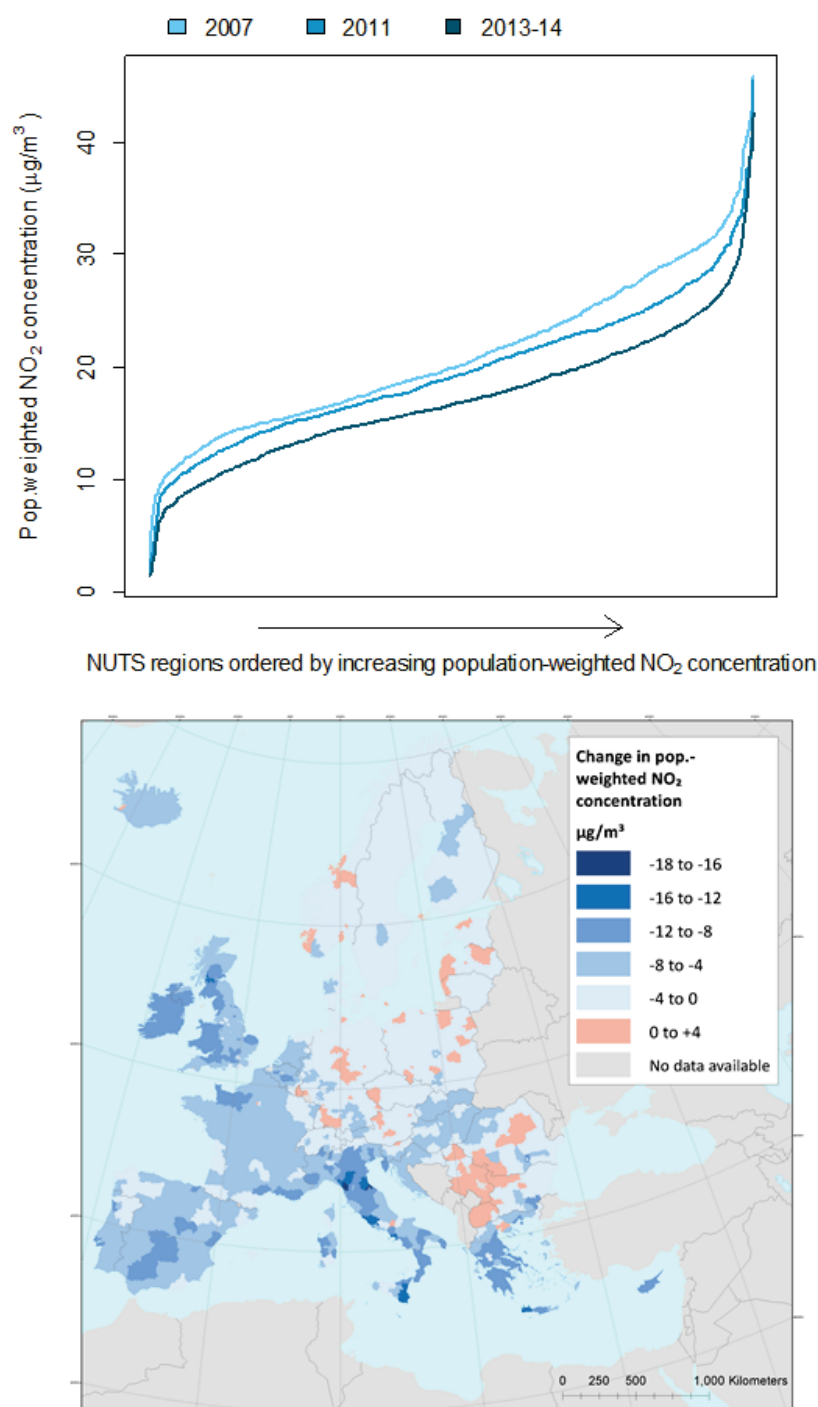 2007 2011 2013-14
Pop.weighted NO₂ concentration (µg/m³ )
40
30
20
10
0
NUTS regions ordered by increasing population-weighted NO₂ concentration
Change in pop.-
weighted NO₂
concentration
µg/m³
-18 to -16
-16 to -12
-12 to -8
-8 to -4
-4 to 0
0 to +4
No data available
0 250 500 1,000 Kilometers